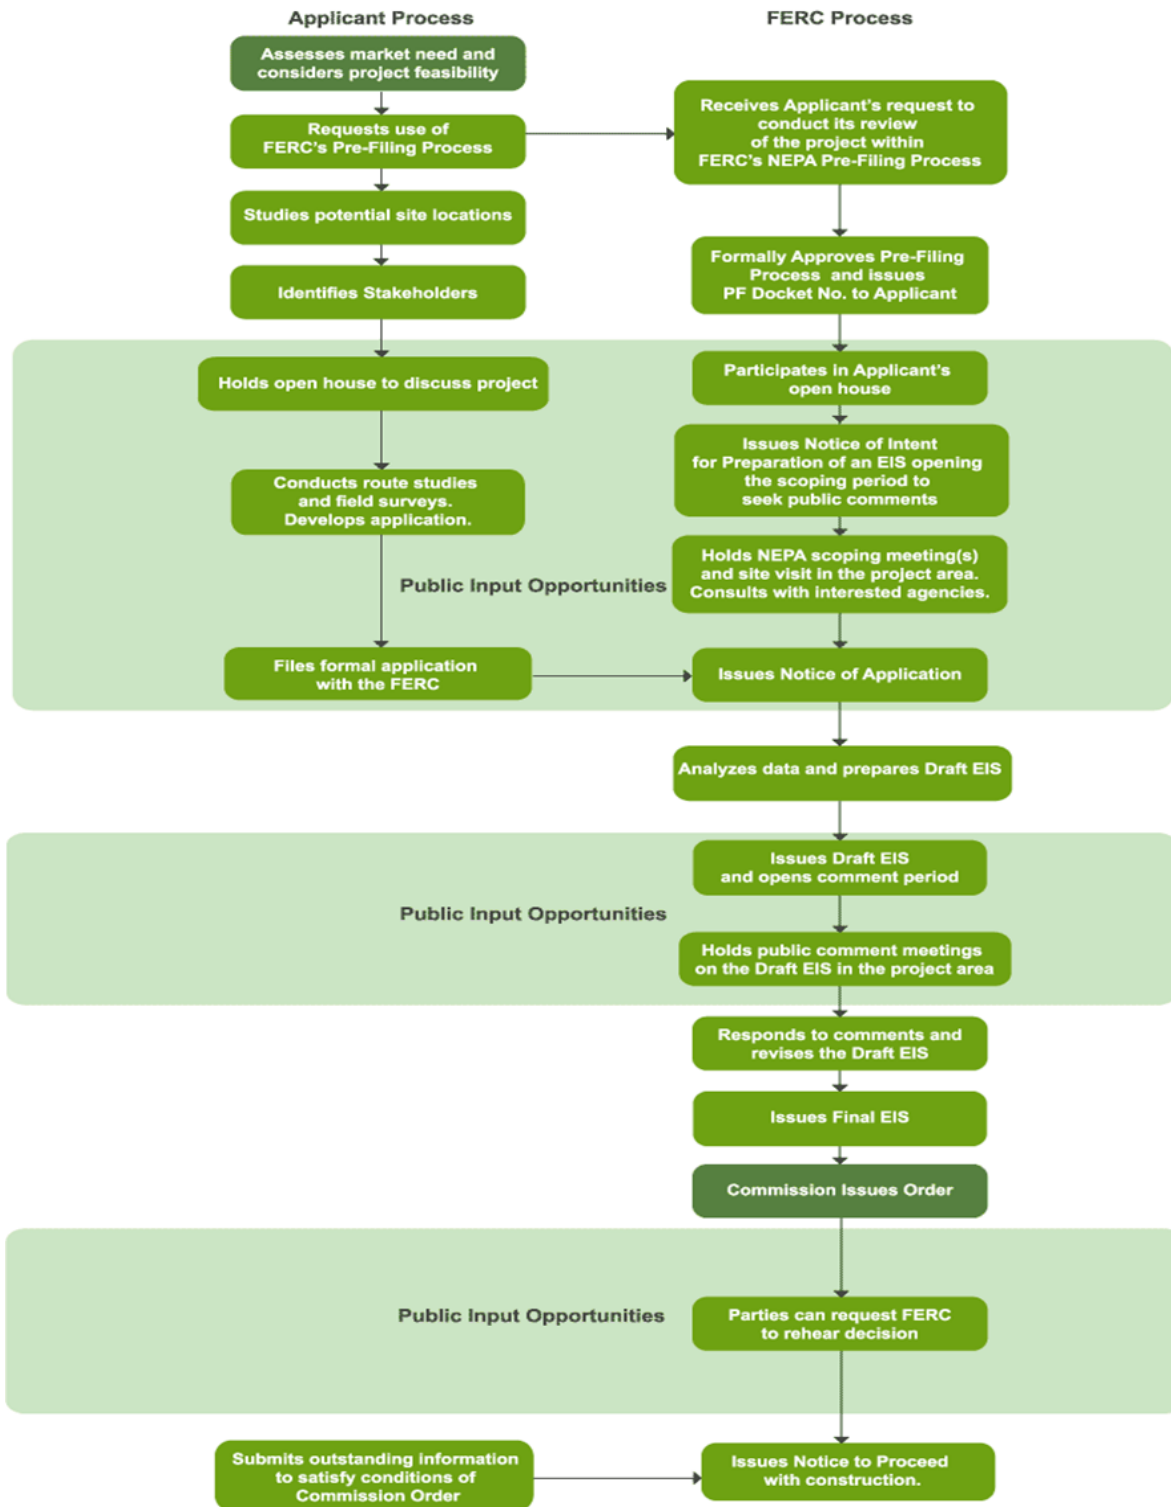 Applicant Process
FERC Process
Assesses market need and
considers project feasibility
Requests use of
FERC's Pre-Filing Process
Receives Applicant's request to
conduct its review
of the project within
FERC's NEPA Pre-Filing Process
Studies potential site locations
Formally Approves Pre-Filing
Process and issues
PF Docket No. to Applicant
Identifies Stakeholders
Holds open house to discuss project
Participates in Applicant's
open house
Issues Notice of Intent
for Preparation of an EIS opening
the scoping period to
seek public comments
Conducts route studies
and field surveys.
Develops application.
Holds NEPA scoping meeting(s)
and site visit in the project area.
Consults with interested agencies.
Public Input Opportunities
Files formal application
with the FERC
Issues Notice of Application
Analyzes data and prepares Draft EIS
Issues Draft EIS
and opens comment period
Public Input Opportunities
Holds public comment meetings
on the Draft EIS in the project area
Responds to comments and
revises the Draft EIS
Issues Final EIS
Commission Issues Order
Public Input Opportunities
Parties can request FERC
to rehear decision
Submits outstanding information
to satisfy conditions of
Commission Order
Issues Notice to Proceed
with construction.